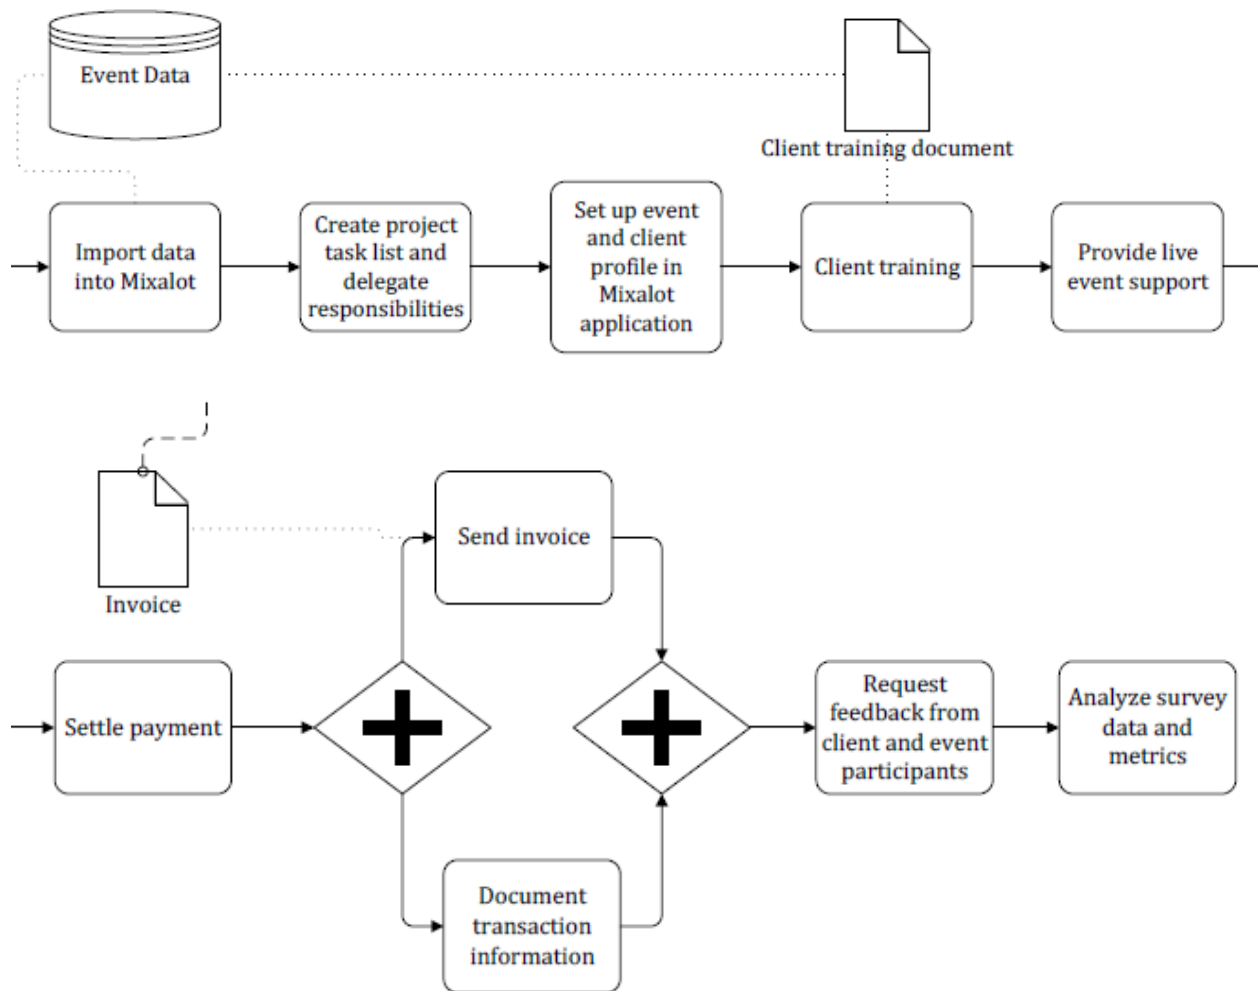 Event Data
Client training document
Import data
into Mixalot
Create project
task list and
delegate
responsibilities
Set up event
and client
profile in
Mixalot
application
Client training
Provide live
event support
Invoice
Send invoice
Settle payment
Request
feedback from
client and event
participants
Analyze survey
data and
metrics
Document
transaction
information